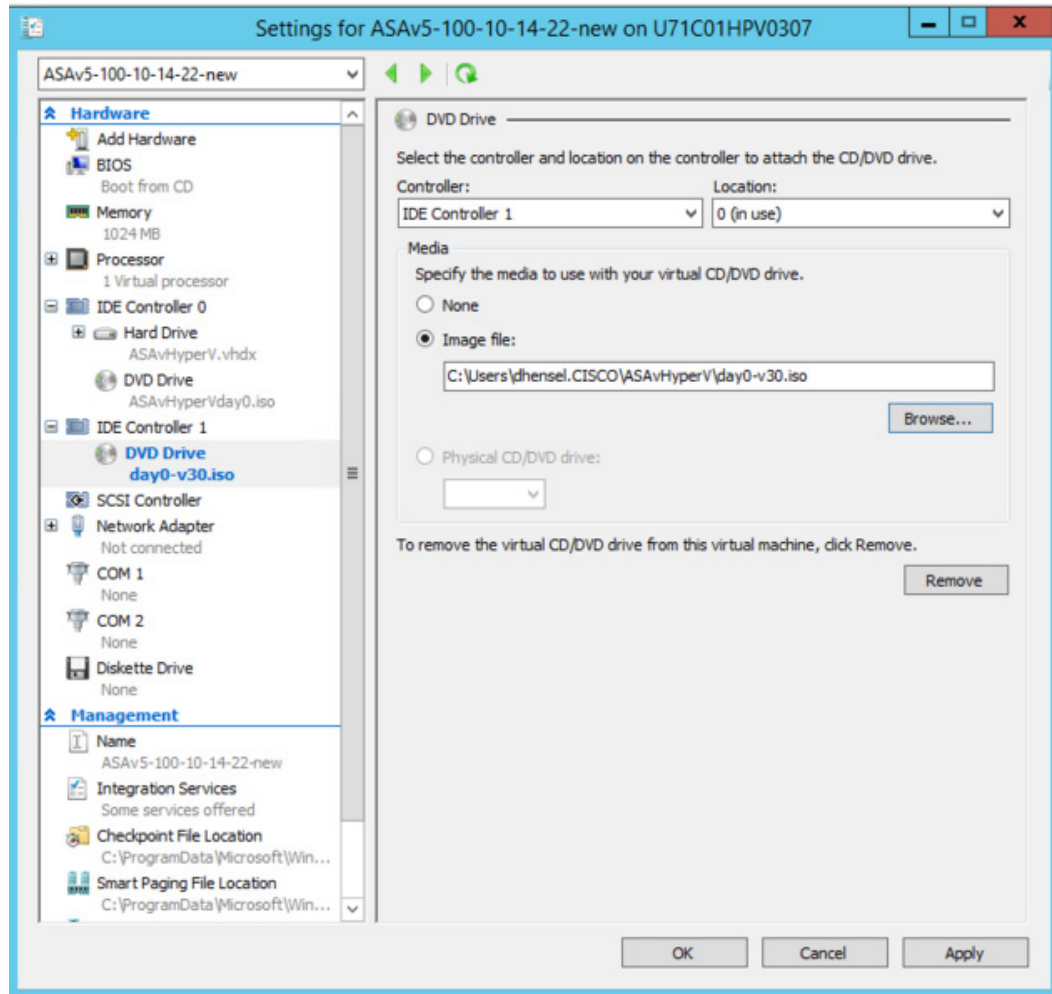 Settings for ASAv5-100-10-14-22-new on U71C01HPV0307
ASAv5-100-10-14-22-new
Hardware
Add Hardware
BIOS
Boot from CD
Memory
1024 MB
Processor
1 Virtual processor
IDE Controller 0
Hard Drive
ASAvHyperV.vhdx
DVD Drive
ASAvHyperVday0.iso
IDE Controller 1
DVD Drive
day0-v30.iso
SCSI Controller
Network Adapter
Not connected
COM 1
None
COM 2
None
Diskette Drive
None
Management
Name
ASAv5-100-10-14-22-new
Integration Services
Some services offered
Checkpoint File Location
C:\ProgramData\Microsoft\Win...
Smart Paging File Location
C:\ProgramData\Microsoft\Win...
DVD Drive
Select the controller and location on the controller to attach the CD/DVD drive.
Controller: Location:
IDE Controller 1 0 (in use)
Media
Specify the media to use with your virtual CD/DVD drive.
None
Image file:
C:\Users\dhensel.CISCO\ASAvHyperV\day0-v30.iso
Browse...
Physical CD/DVD drive:
To remove the virtual CD/DVD drive from this virtual machine, click Remove.
Remove
OK Cancel Apply